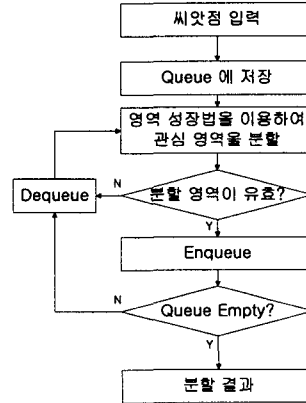 씨앗점 입력
Queue 에 저장
영역 성장법을 이용하여
관심 영역을 분할
N
분할 영역이 유효?
Dequeue
Y
Enqueue
N
Queue Empty?
Y
분할 결과